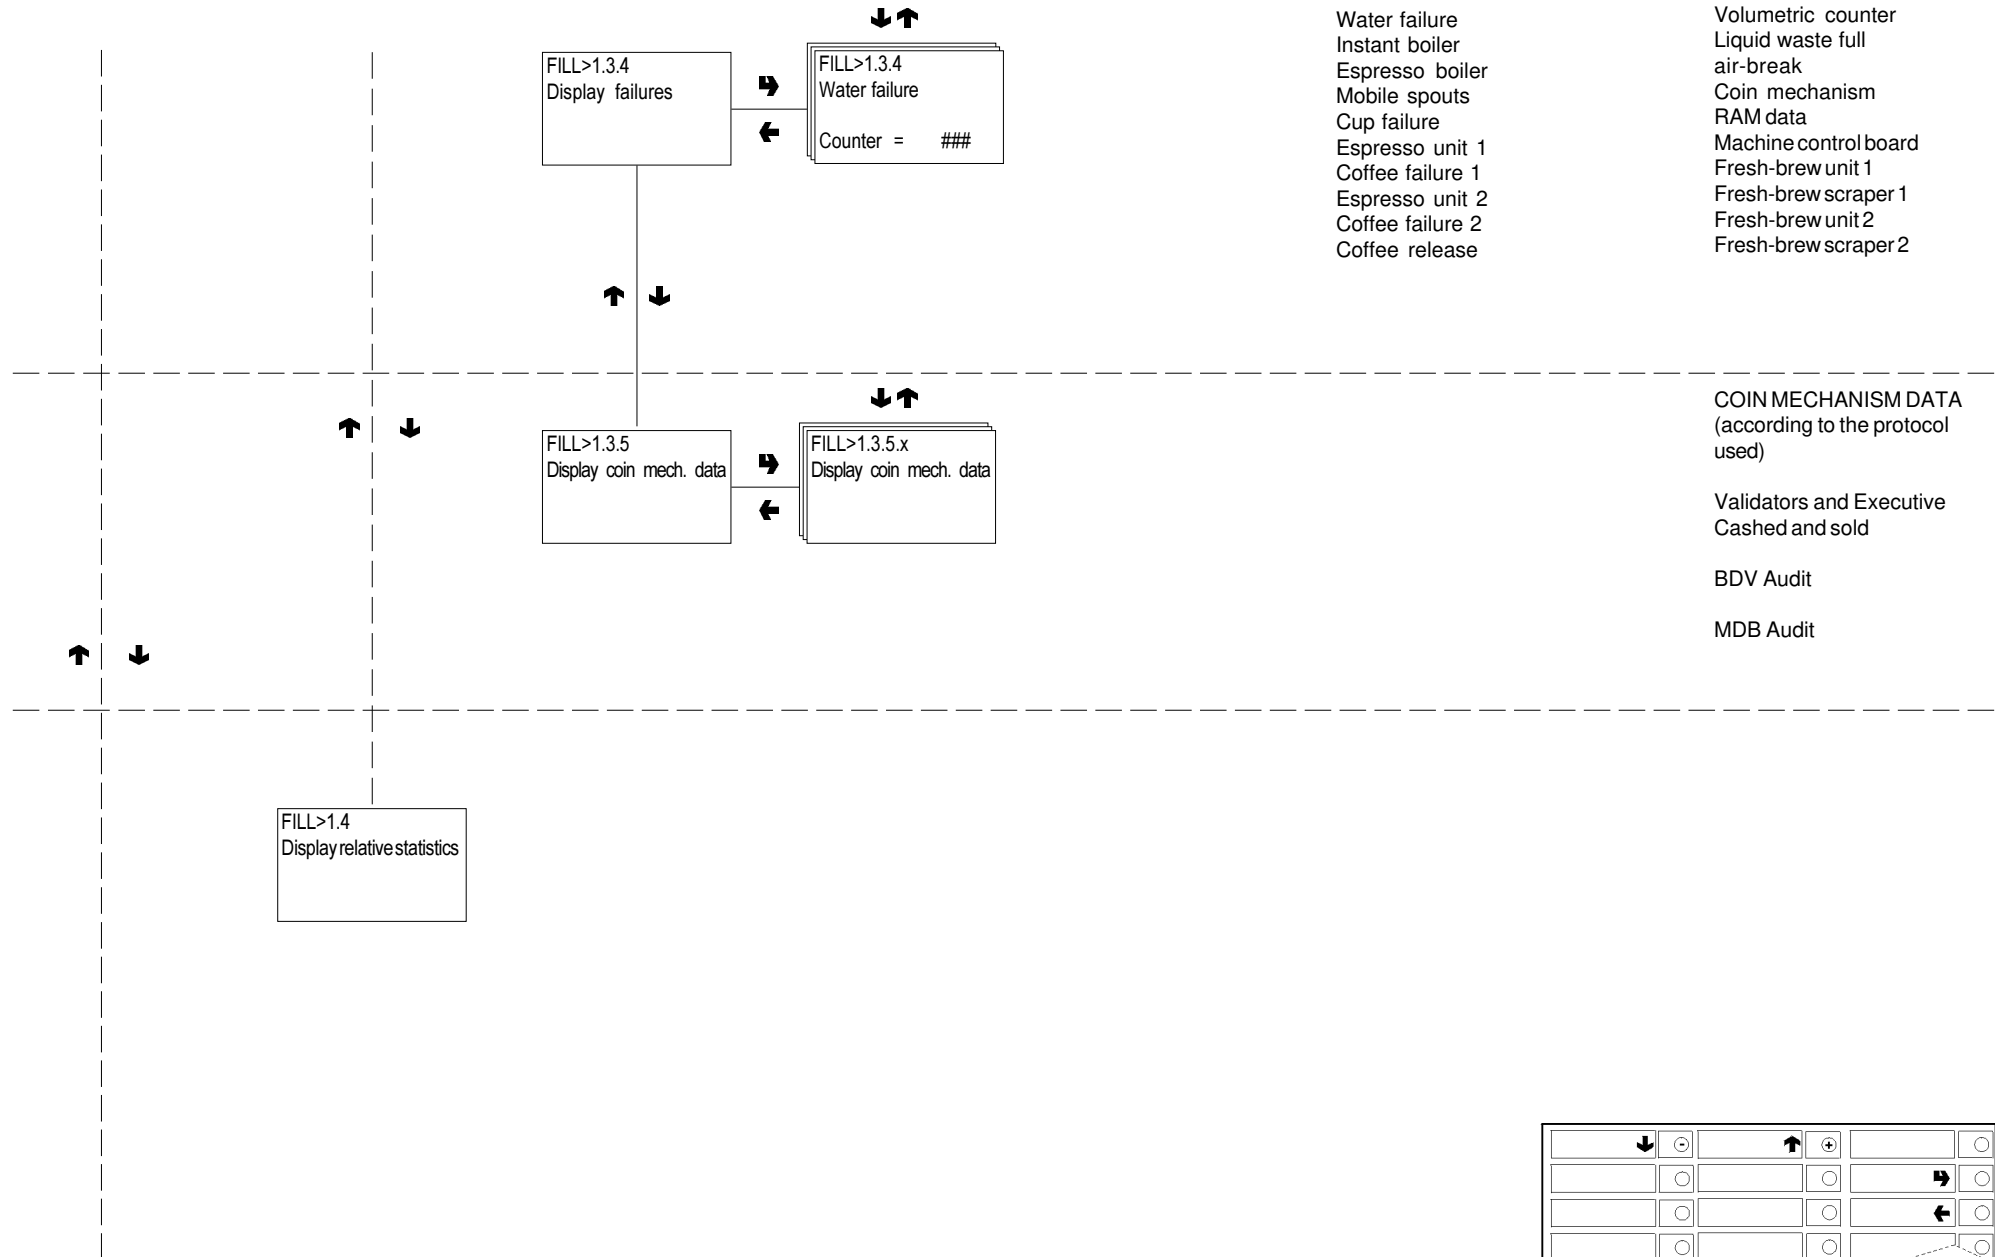 FILL>1.3.4
Display failures
FILL>1.3.4
Water failure
Counter = ###
Water failure
Instant boiler
Espresso boiler
Mobile spouts
Cup failure
Espresso unit 1
Coffee failure 1
Espresso unit 2
Coffee failure 2
Coffee release
Volumetric counter
Liquid waste full
air-break
Coin mechanism
RAM data
Machine control board
Fresh-brew unit 1
Fresh-brew scraper 1
Fresh-brew unit 2
Fresh-brew scraper 2
FILL>1.3.5
Display coin mech. data
FILL>1.3.5.x
Display coin mech. data
COIN MECHANISM DATA
(according to the protocol
used)
Validators and Executive
Cashed and sold
BDV Audit
MDB Audit
FILL>1.4
Display relative statistics